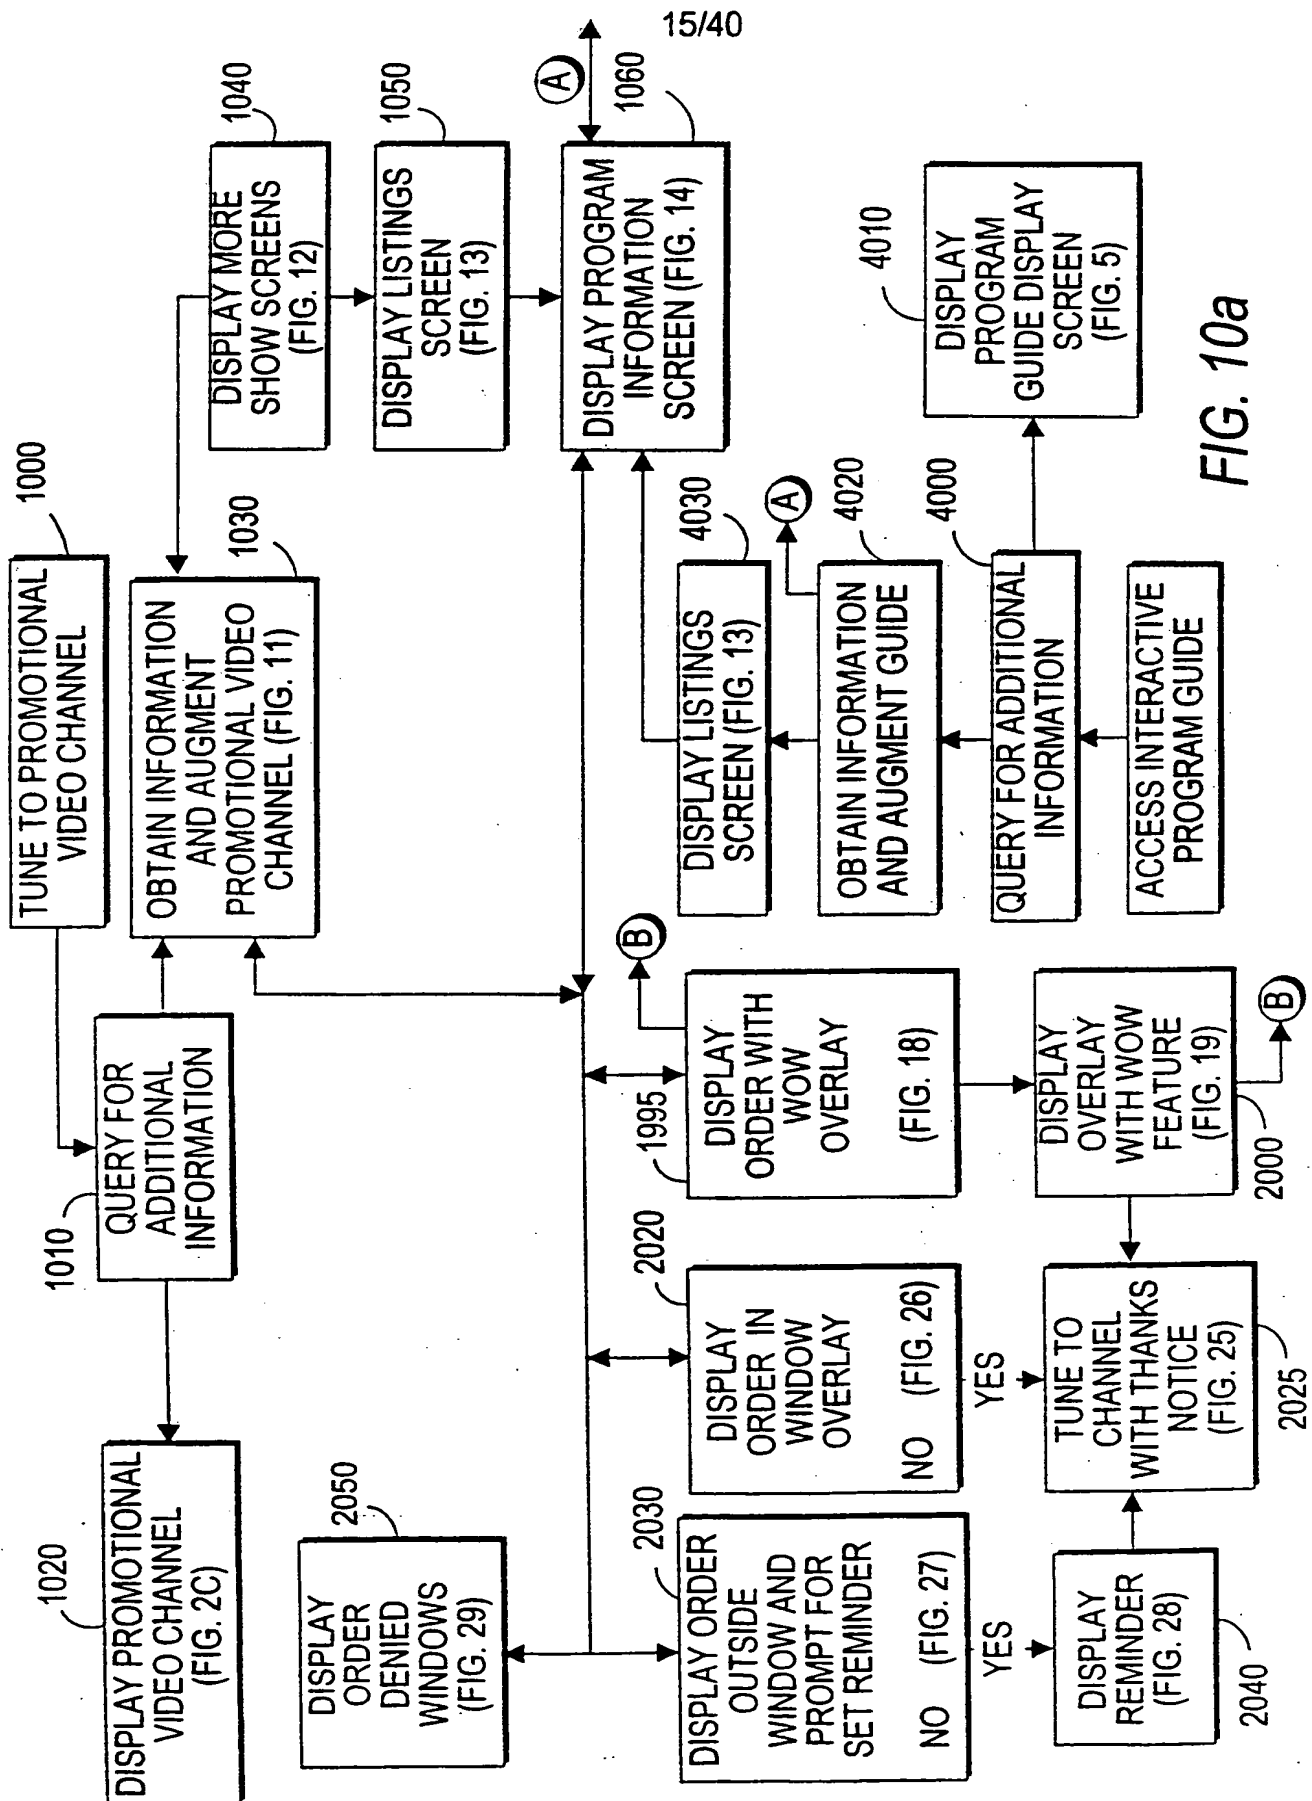 15/40
1000
TUNE TO PROMOTIONAL
VIDEO CHANNEL
1010
QUERY FOR
ADDITIONAL
INFORMATION
1020
DISPLAY PROMOTIONAL
VIDEO CHANNEL
(FIG. 2C)
1030
OBTAIN INFORMATION
AND AUGMENT
PROMOTIONAL VIDEO
CHANNEL (FIG. 11)
1040
DISPLAY MORE
SHOW SCREENS
(FIG. 12)
1050
DISPLAY LISTINGS
SCREEN
(FIG. 13)
1060
DISPLAY PROGRAM
INFORMATION
SCREEN (FIG. 14)
A
2050
DISPLAY
ORDER
DENIED
WINDOWS
(FIG. 29)
2030
DISPLAY ORDER
OUTSIDE
WINDOW AND
PROMPT FOR
SET REMINDER
NO (FIG. 27)
YES
DISPLAY
REMINDER
(FIG. 28)
2040
2020
DISPLAY
ORDER IN
WINDOW
OVERLAY
NO (FIG. 26)
YES
TUNE TO
CHANNEL
WITH THANKS
NOTICE
(FIG. 25)
2025
1995
DISPLAY
ORDER WITH
WOW
OVERLAY
(FIG. 18)
B
DISPLAY
OVERLAY
WITH WOW
FEATURE
(FIG. 19)
2000
B
4030
DISPLAY LISTINGS
SCREEN (FIG. 13)
A
4020
OBTAIN INFORMATION
AND AUGMENT GUIDE
4000
QUERY FOR ADDITIONAL
INFORMATION
ACCESS INTERACTIVE
PROGRAM GUIDE
4010
DISPLAY
PROGRAM
GUIDE DISPLAY
SCREEN
(FIG. 5)
FIG. 10a